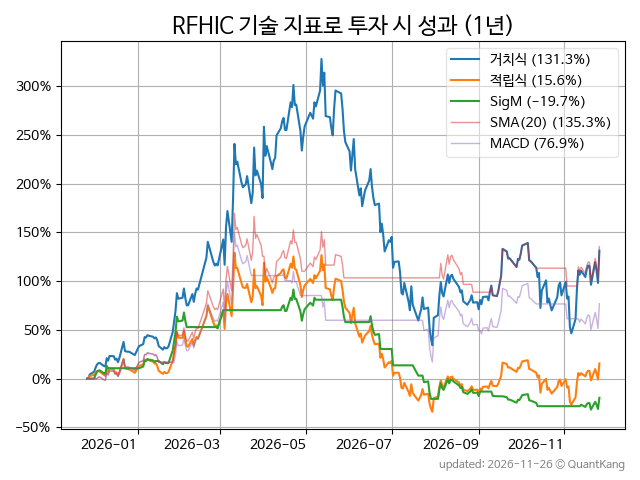 RFHIC 기술 지표로 투자 시 성과 (1년)
거치식 (131.3%)
적립식 (15.6%)
SigM (-19.7%)
SMA(20) (135.3%)
MACD (76.9%)
300%
250%
200%
150%
100%
50%
0%
-50%
2026-01 2026-03 2026-05 2026-07 2026-09 2026-11
updated: 2026-11-26 © QuantKang